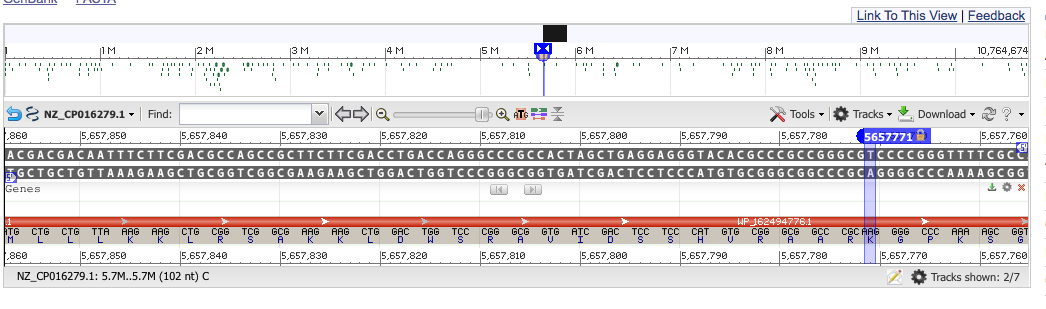 GenBank FASTA
Link To This View | Feedback
1 M 2 M 3 M 4 M 5 M 6 M 7 M 8 M 9 M 10,764,674
NZ_CP016279.1 Find: ATG Tools Tracks Download ?
,860 5,657,850 5,657,840 5,657,830 5,657,820 5,657,810 5,657,800 5,657,790 5,657,780 5657771 5,657,760
ACGACGACAATTTCTTCGACGCCAGCCGCTTCTTCGACCTGACCAGGGCCCGCCACTAGCTGAGGAGGGTACACGCCCGCCGGGCGTCCCCCGGGTTTTCGCC
5' GCTGCTGTTAAAGAAGCTGCGGTCGGCGAAGAAGCTGGACTGGTCCCGGGCGGTGATCGACTCCTCCCATGTGCGGGCGGCCCGCAGGGGGCCCAAAAGCGG
Genes
.1 WP_162494776.1
ATG CTG CTG TTA AAG AAG CTG CGG TCG GCG AAG AAG CTG GAC TGG TCC CGG GCG GTG ATC GAC TCC TCC CAT GTG CGG GCG GCC CGC AAG GGG CCC AAA AGC GGT
M L L L K K L R S A K K L D W S R A V I D S S H V R A A R K G P K S G
,860 5,657,850 5,657,840 5,657,830 5,657,820 5,657,810 5,657,800 5,657,790 5,657,780 5,657,770 5,657,760
NZ_CP016279.1: 5.7M..5.7M (102 nt) C Tracks shown: 2/7